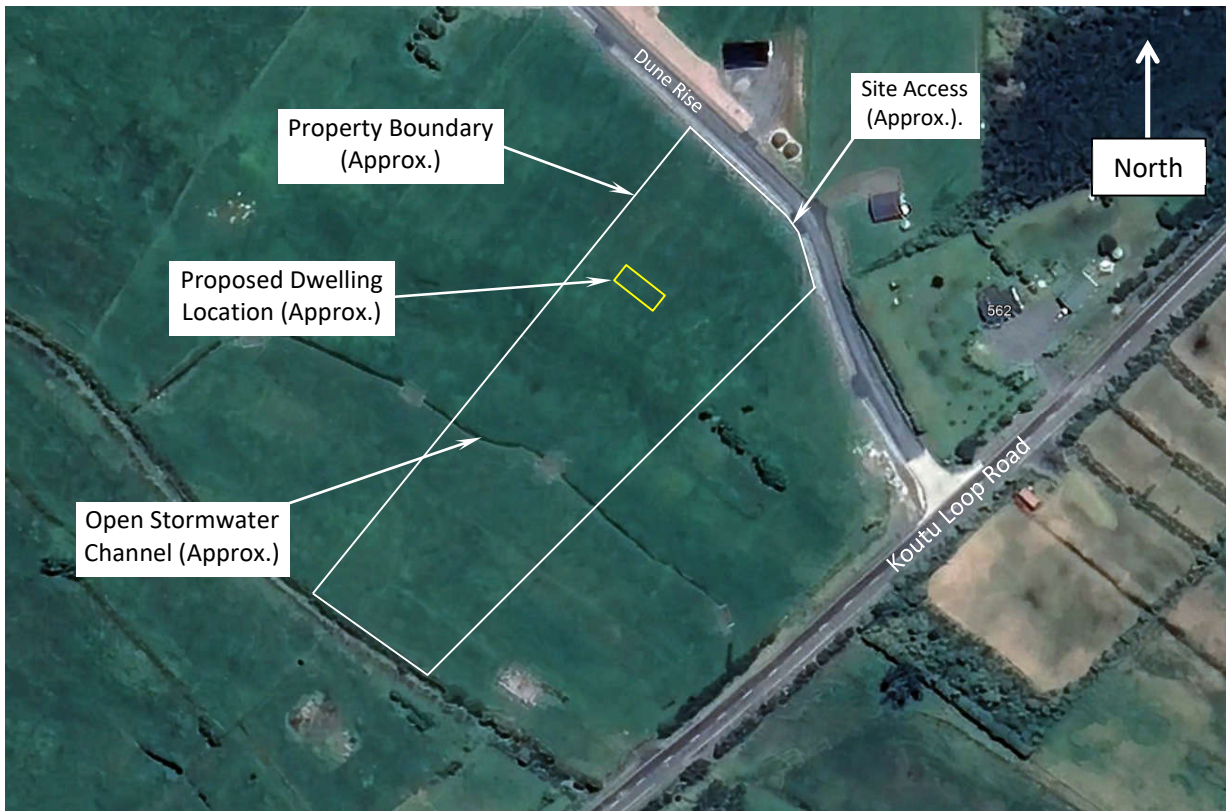 Dune Rise
Site Access
(Approx.).
Property Boundary
(Approx.)
North
Proposed Dwelling
Location (Approx.)
562
Open Stormwater
Channel (Approx.)
Koutu Loop Road